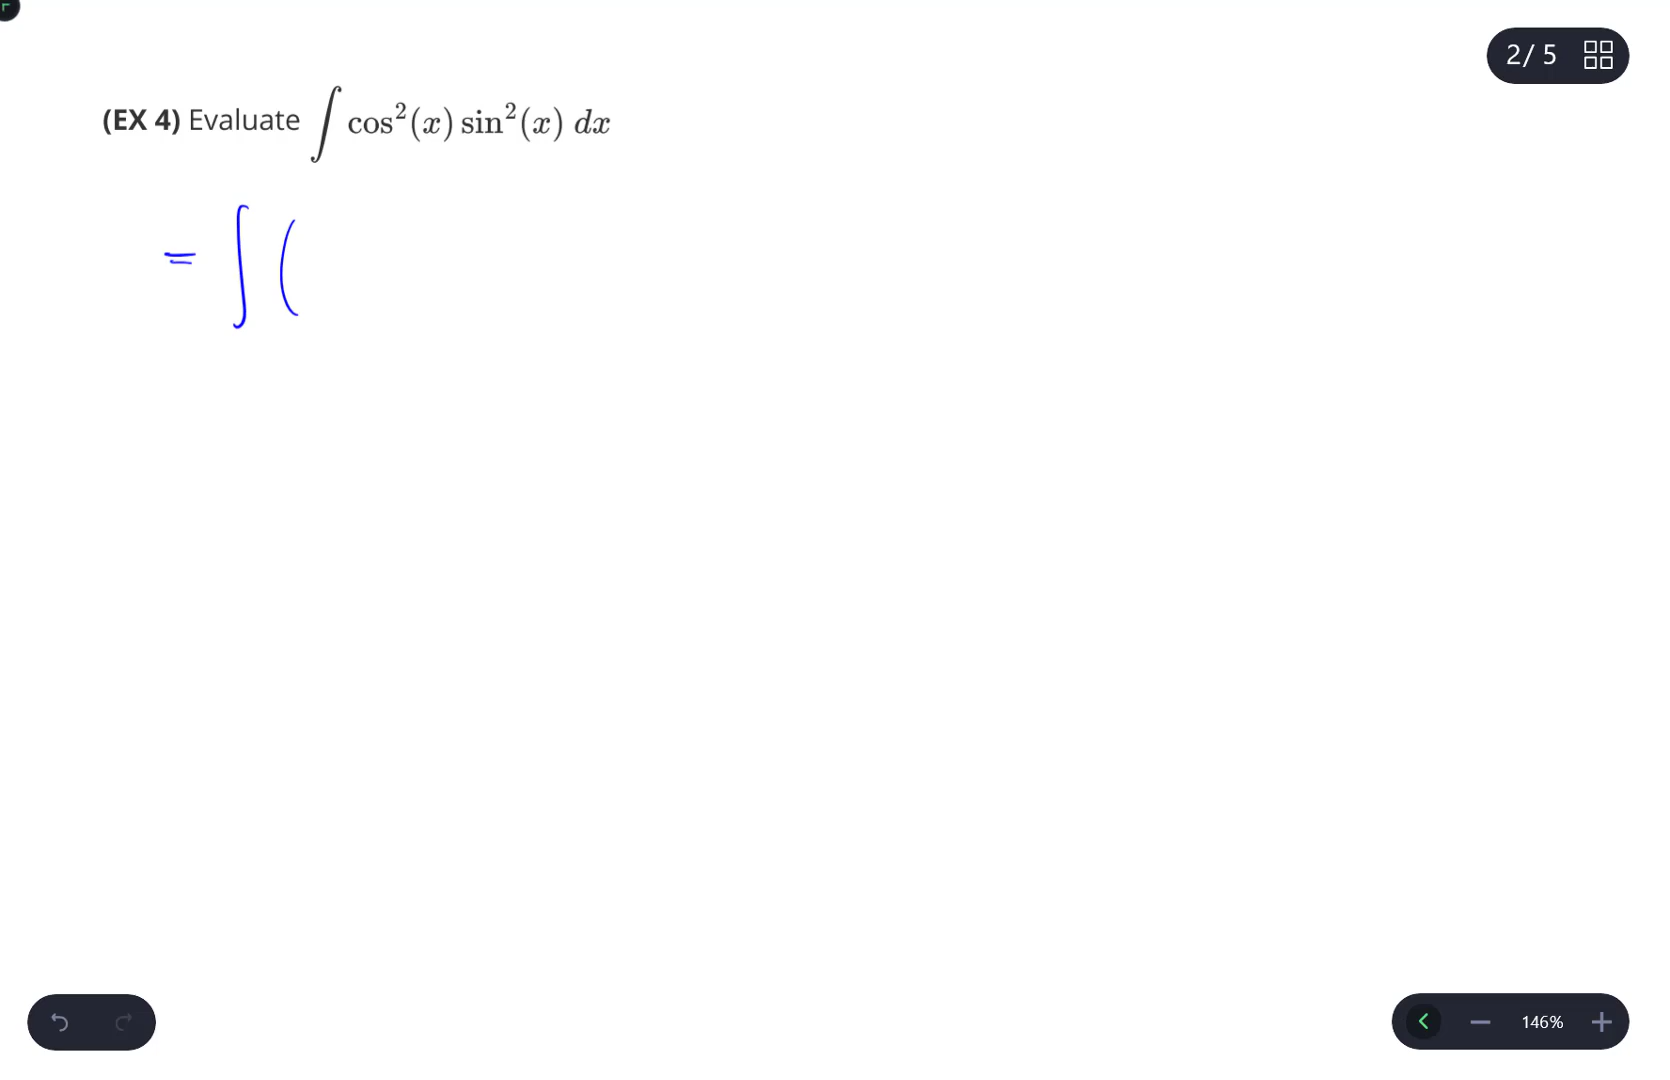 2/ 5
(EX 4) Evaluate ∫ cos²(x) sin²(x) dx
= ∫ (
146%